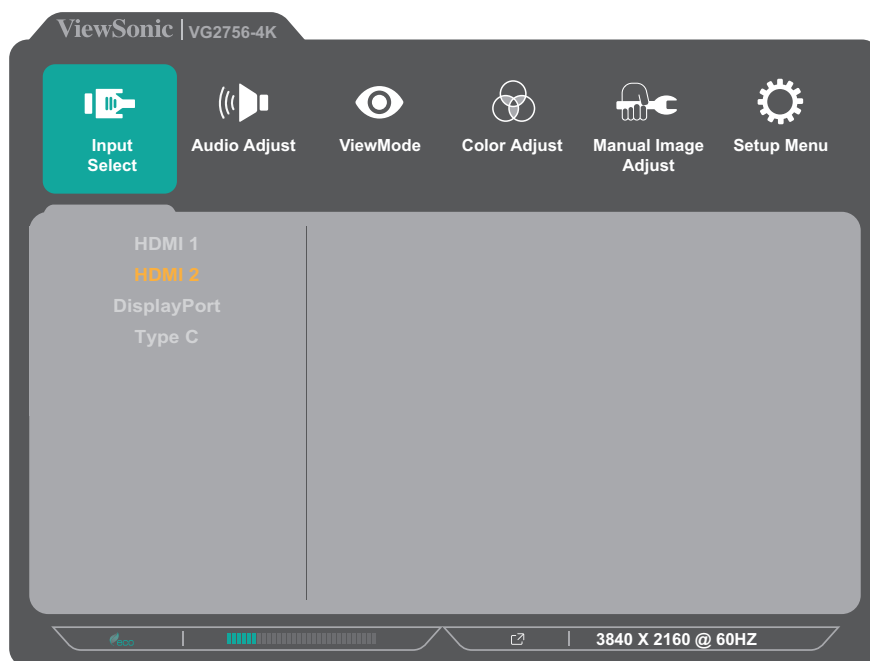 ViewSonic | VG2756-4K
Input Select
Audio Adjust
ViewMode
Color Adjust
Manual Image Adjust
Setup Menu
HDMI 1
HDMI 2
DisplayPort
Type C
eco
3840 X 2160 @ 60HZ